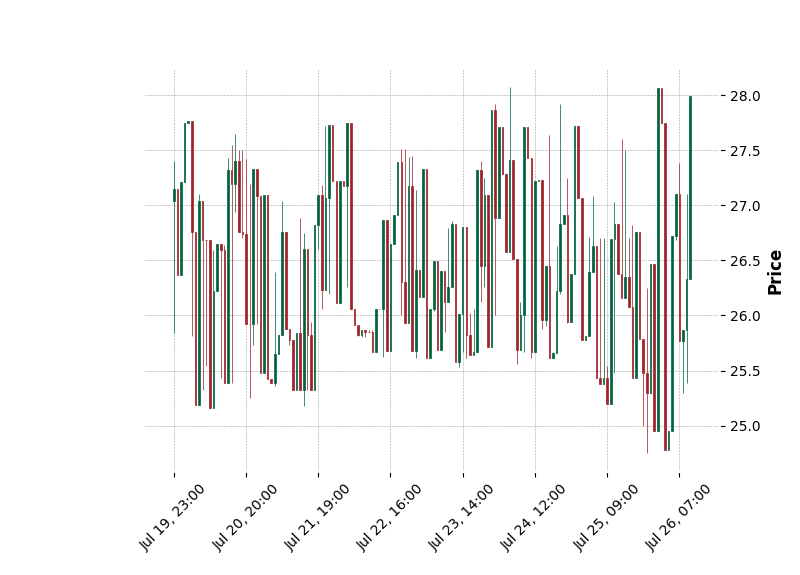 28.0
27.5
27.0
26.5
26.0
25.5
25.0
Price
Jul 19, 23:00
Jul 20, 20:00
Jul 21, 19:00
Jul 22, 16:00
Jul 23, 14:00
Jul 24, 12:00
Jul 25, 09:00
Jul 26, 07:00